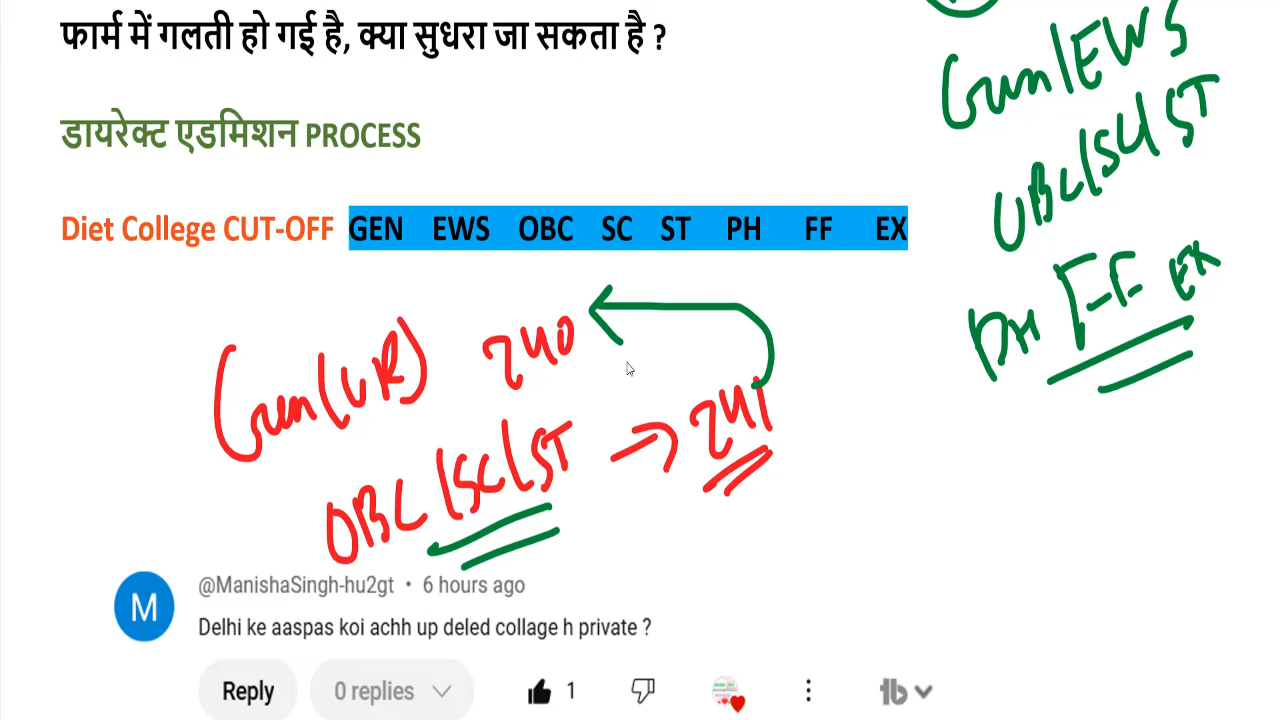 फार्म में गलती हो गई है, क्या सुधरा जा सकता है ?
Gen/EWS
OBC/SC/ST
डायरेक्ट एडमिशन PROCESS
Diet College CUT-OFF GEN EWS OBC SC ST PH FF EX
PH FF EX
Gen(UR) 240
OBC/SC/ST → 241
@ManishaSingh-hu2gt • 6 hours ago
M
Delhi ke aaspas koi achh up deled collage h private ?
Reply 0 replies 1 tb